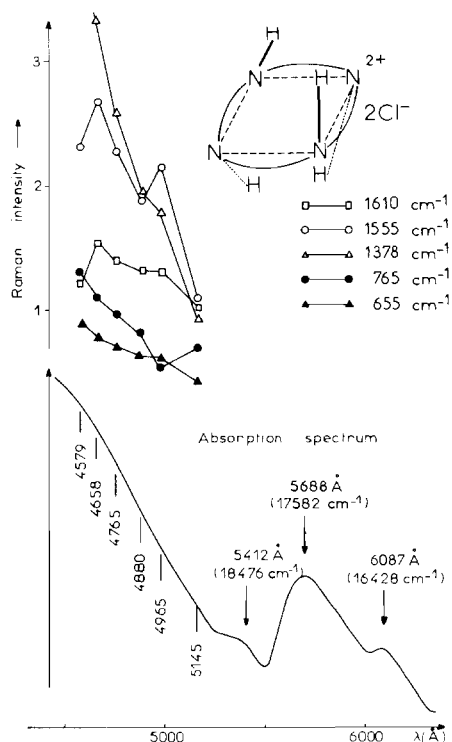 3
2
1
Raman intensity
H
N
H
N
2+
2Cl⁻
N
N
H
H
1610 cm⁻¹
1555 cm⁻¹
1378 cm⁻¹
765 cm⁻¹
655 cm⁻¹
Absorption spectrum
4579
4658
4765
4880
4965
5145
5412 Å
(18476 cm⁻¹)
5688 Å
(17582 cm⁻¹)
6087 Å
(16428 cm⁻¹)
5000
6000
λ(Å)